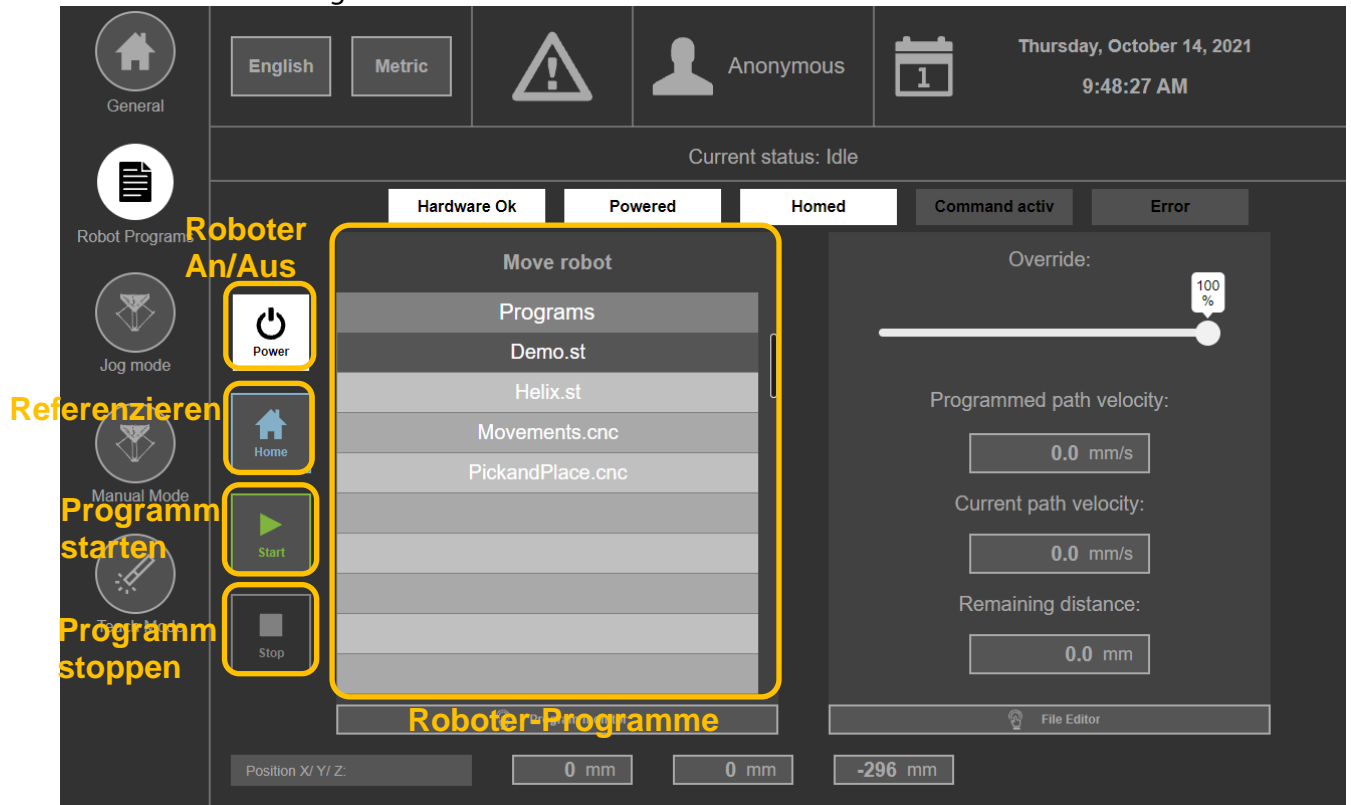 General
English
Metric
Anonymous
1
Thursday, October 14, 2021
9:48:27 AM
Current status: Idle
Robot Programs
Hardware Ok
Powered
Homed
Command activ
Error
Roboter
An/Aus
Move robot
Override:
100
%
Programs
Power
Demo.st
Jog mode
Helix.st
Referenzieren
Programmed path velocity:
Home
Movements.cnc
0.0 mm/s
PickandPlace.cnc
Manual Mode
Programm
starten
Current path velocity:
Start
0.0 mm/s
Remaining distance:
Programm
stoppen
Stop
0.0 mm
Roboter-Programme
File Editor
Position X/ Y/ Z:
0 mm
0 mm
-296 mm